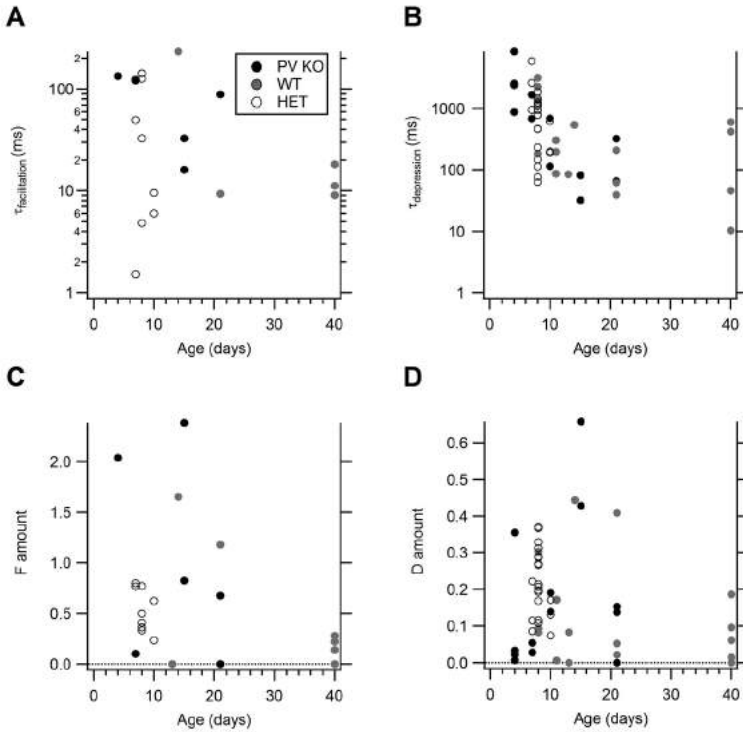 A
2
100
6
4
2
10
6
4
2
1
τfacilitation (ms)
PV KO
WT
HET
0 10 20 30 40
Age (days)
B
1000
100
10
1
τdepression (ms)
0 10 20 30 40
Age (days)
C
2.0
1.5
1.0
0.5
0.0
F amount
0 10 20 30 40
Age (days)
D
0.6
0.5
0.4
0.3
0.2
0.1
0.0
D amount
0 10 20 30 40
Age (days)